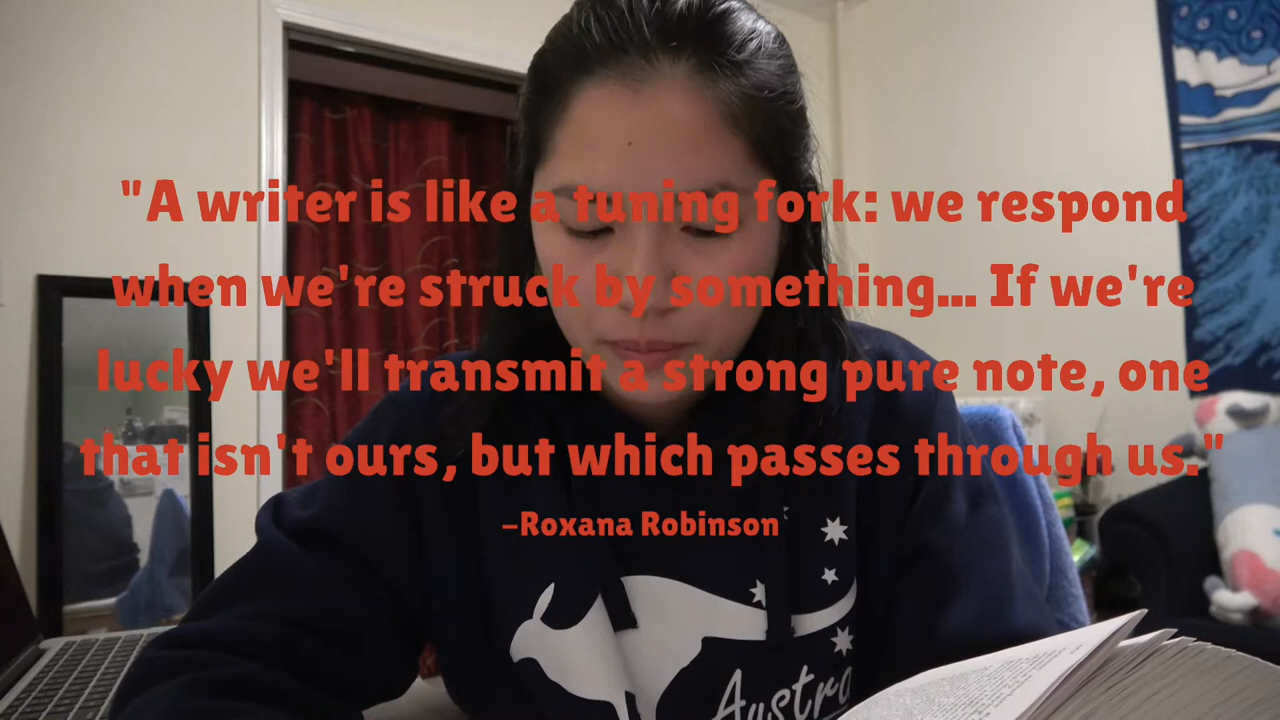 "A writer is like a tuning fork: we respond
when we're struck by something... If we're
lucky we'll transmit a strong pure note, one
that isn't ours, but which passes through us."
–Roxana Robinson
Austra